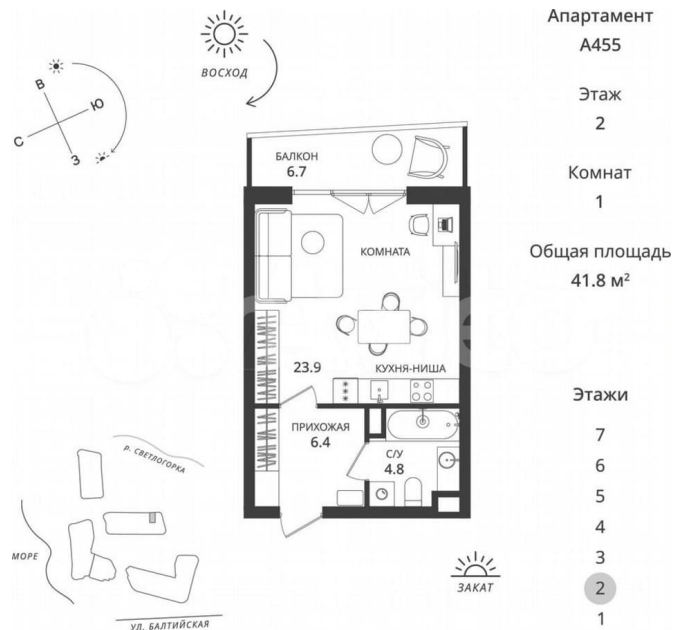 Апартамент
А455
Этаж
2
Комнат
1
Общая площадь
41.8 м²
ВОСХОД
В
Ю
С
З
БАЛКОН
6.7
КОМНАТА
23.9
КУХНЯ-НИША
ПРИХОЖАЯ
6.4
С/У
4.8
Р. СВЕТЛОГОРКА
МОРЕ
УЛ. БАЛТИЙСКАЯ
ЗАКАТ
Этажи
7
6
5
4
3
2
1